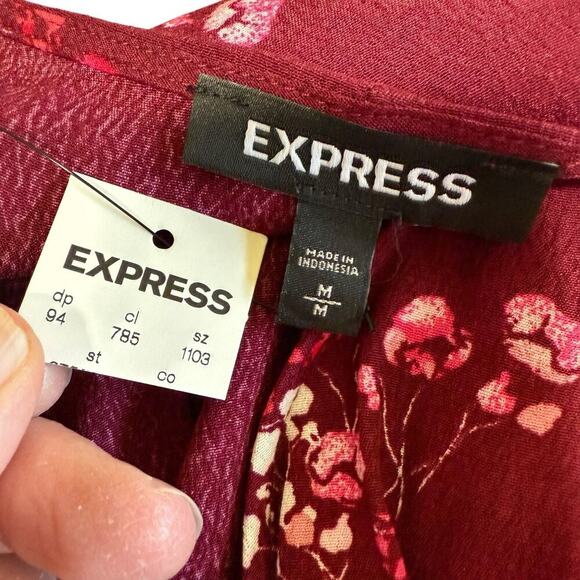 EXPRESS
MADE IN
INDONESIA
M
M
EXPRESS
dp cl sz
94 785 1103
st co